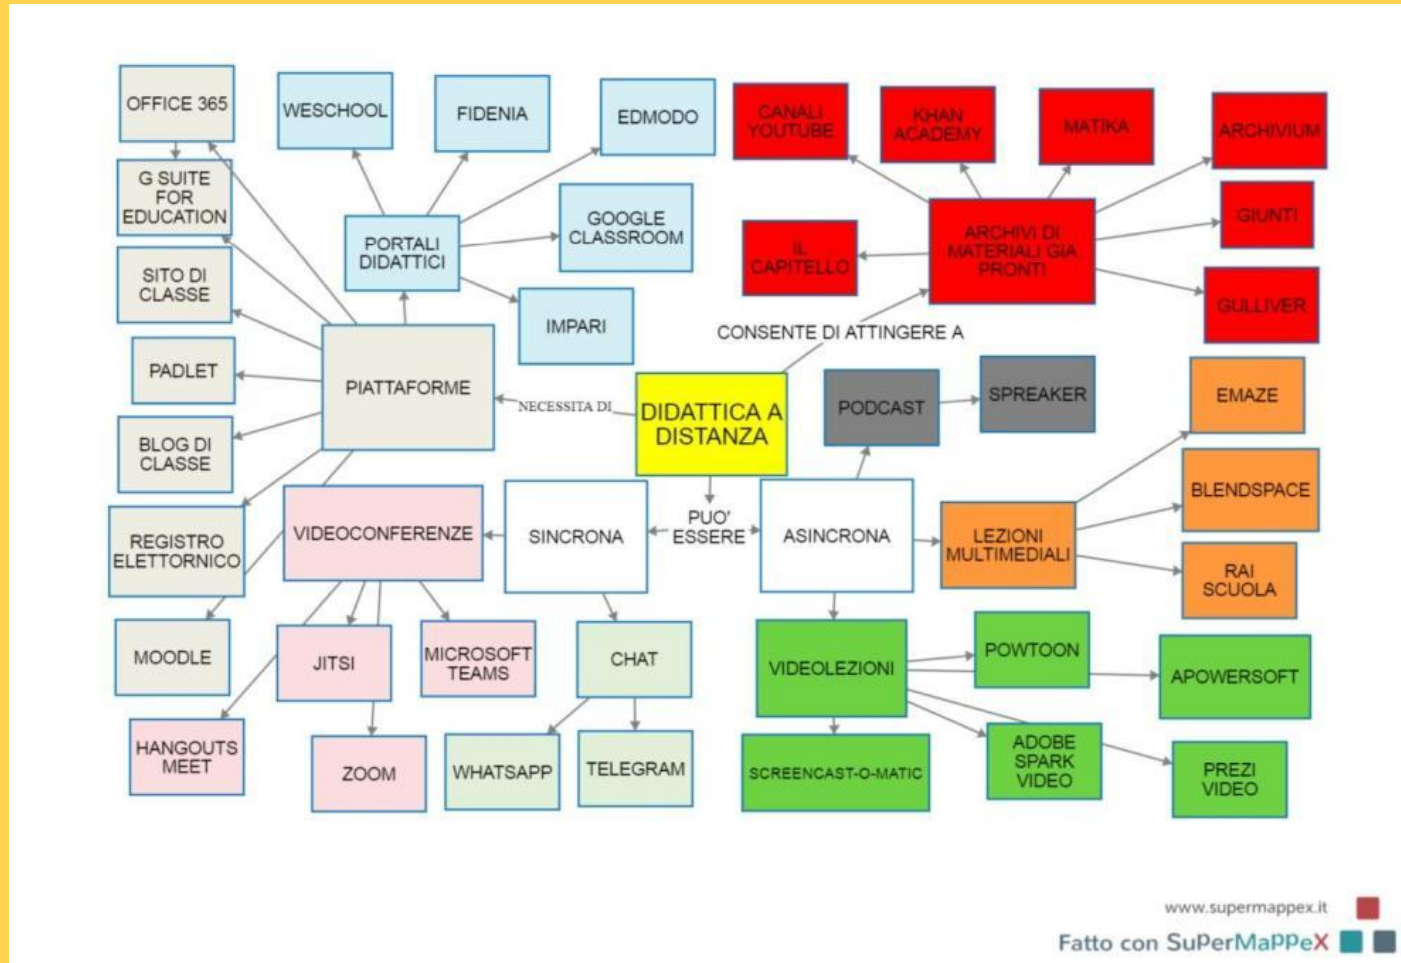 OFFICE 365
WESCHOOL
FIDENIA
EDMODO
CANALI
YOUTUBE
KHAN
ACADEMY
MATIKA
ARCHIVIUM
G SUITE
FOR
EDUCATION
PORTALI
DIDATTICI
GOOGLE
CLASSROOM
IL
CAPITELLO
ARCHIVI DI
MATERIALI GIA
PRONTI
GIUNTI
SITO DI
CLASSE
IMPARI
GULLIVER
CONSENTE DI ATTINGERE A
PADLET
PIATTAFORME
NECESSITA DI
DIDATTICA A
DISTANZA
PODCAST
SPREAKER
EMAZE
BLOG DI
CLASSE
BLENDSPACE
REGISTRO
ELETTORNICO
VIDEOCONFERENZE
SINCRONA
PUO'
ESSERE
ASINCRONA
LEZIONI
MULTIMEDIALI
RAI
SCUOLA
MOODLE
JITSI
MICROSOFT
TEAMS
CHAT
VIDEOLEZIONI
POWTOON
APOWERSOFT
HANGOUTS
MEET
ZOOM
WHATSAPP
TELEGRAM
SCREENCAST-O-MATIC
ADOBE
SPARK
VIDEO
PREZI
VIDEO
www.supermappex.it
Fatto con SuPerMaPPeX